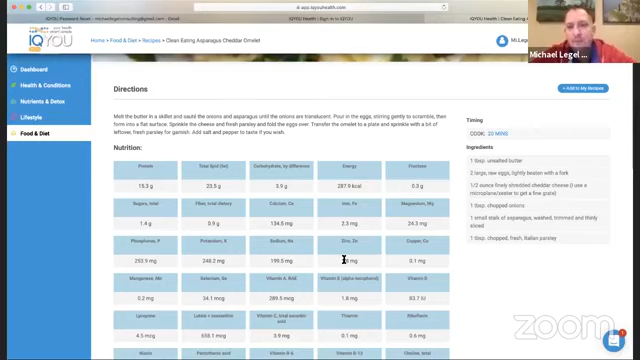 IQYOU Password Reset - michaellegelconsulting@gmail.com - Gmail
IQYOU Health | Sign in to IQYOU
app.iqyouhealth.com
IQYOU Health | Clean Eating
IQYOU
Home > Food & Diet > Recipes > Clean Eating Asparagus Cheddar Omelet
Mi.Legel
Michael Legel
Dashboard
Health & Conditions
Nutrients & Detox
Lifestyle
Food & Diet
Directions
+ Add to My Recipes
Melt the butter in a skillet and sauté the onions and asparagus until the onions are translucent. Pour in the eggs, stirring gently to scramble, then
form into a flat surface. Sprinkle the cheese and fresh parsley and fold the eggs over. Transfer the omelet to a plate and sprinkle with a bit of
leftover, fresh parsley for garnish. Add salt and pepper to taste if you wish.
Timing
COOK: 20 MINS
Ingredients
1 tbsp. unsalted butter
2 large, raw eggs, lightly beaten with a fork
1/2 ounce finely shredded cheddar cheese (I use a
microplane/zester to get a fine grate)
1 tbsp. chopped onions
1 small stalk of asparagus, washed, trimmed and thinly
sliced
1 tbsp. chopped, fresh, Italian parsley
Nutrition:
Protein Total lipid (fat) Carbohydrate, by difference Energy Fructose
15.3 g 23.5 g 3.9 g 287.9 kcal 0.3 g
Sugars, total Fiber, total dietary Calcium, Ca Iron, Fe Magnesium, Mg
1.4 g 0.9 g 134.5 mg 2.3 mg 24.3 mg
Phosphorus, P Potassium, K Sodium, Na Zinc, Zn Copper, Cu
253.9 mg 248.2 mg 199.5 mg mg 0.1 mg
Manganese, Mn Selenium, Se Vitamin A, RAE Vitamin E (alpha-tocopherol) Vitamin D
0.2 mg 34.1 mcg 289.5 mcg 1.8 mg 83.7 IU
Lycopene Lutein + zeaxanthin Vitamin C, total ascorbic acid Thiamin Riboflavin
4.5 mcg 658.1 mcg 3.9 mg 0.1 mg 0.6 mg
Niacin Pantothenic acid Vitamin B-6 Vitamin B-12 Choline, total
zoom